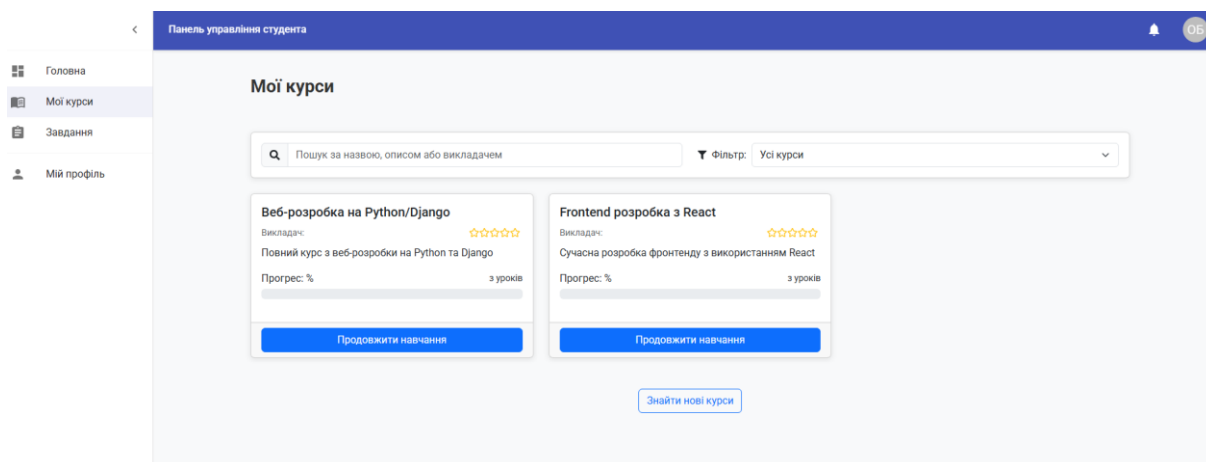 Панель управління студента
ОБ
Головна
Мої курси
Завдання
Мій профіль
Мої курси
Пошук за назвою, описом або викладачем
Фільтр: Усі курси
Веб-розробка на Python/Django
Викладач:
Повний курс з веб-розробки на Python та Django
Прогрес: % з уроків
Продовжити навчання
Frontend розробка з React
Викладач:
Сучасна розробка фронтенду з використанням React
Прогрес: % з уроків
Продовжити навчання
Знайти нові курси